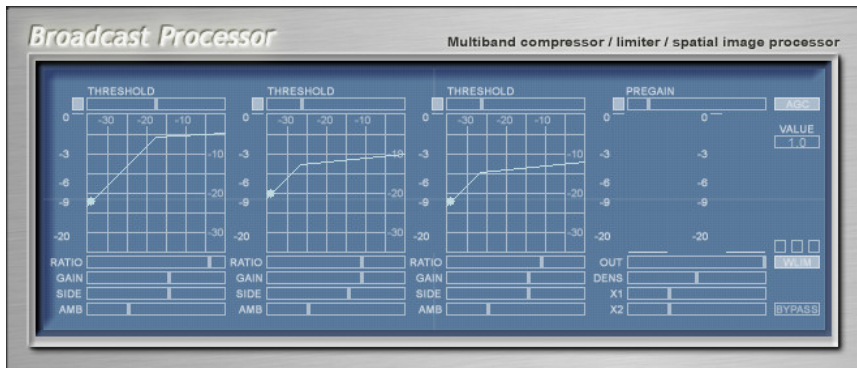 Broadcast Processor
Multiband compressor / limiter / spatial image processor
THRESHOLD THRESHOLD THRESHOLD PREGAIN AGC
0 -30 -20 -10 0 -30 -20 -10 0 -30 -20 -10 0 0
VALUE
1.0
-3 -10 -3 -10 -3 -10 -3 -3
-6 -6 -6 -6 -6
-9 -20 -9 -20 -9 -20 -9 -9
-20 -30 -20 -30 -20 -30 -20 -20
RATIO RATIO RATIO OUT WLIM
GAIN GAIN GAIN DENS
SIDE SIDE SIDE X1
AMB AMB AMB X2 BYPASS